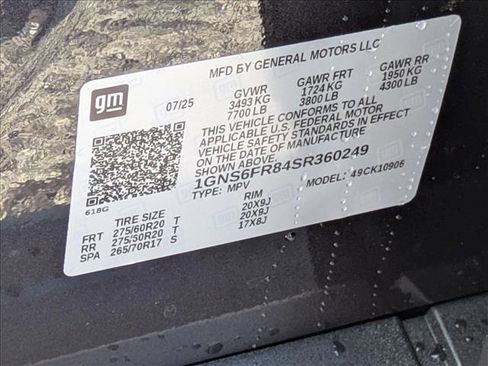 MFD BY GENERAL MOTORS LLC
gm
07/25
GVWR GAWR FRT GAWR RR
3493 KG 1724 KG 1950 KG
7700 LB 3800 LB 4300 LB
THIS VEHICLE CONFORMS TO ALL
APPLICABLE U.S. FEDERAL MOTOR
VEHICLE SAFETY STANDARDS IN EFFECT
ON THE DATE OF MANUFACTURE
SHOWN ABOVE.
1GNS6FR84SR360249
TYPE: MPV MODEL: 49CK10906
618G
TIRE SIZE RIM
FRT 275/60R20 T 20X9J
RR 275/60R20 T 20X9J
SPA 265/70R17 S 17X8J